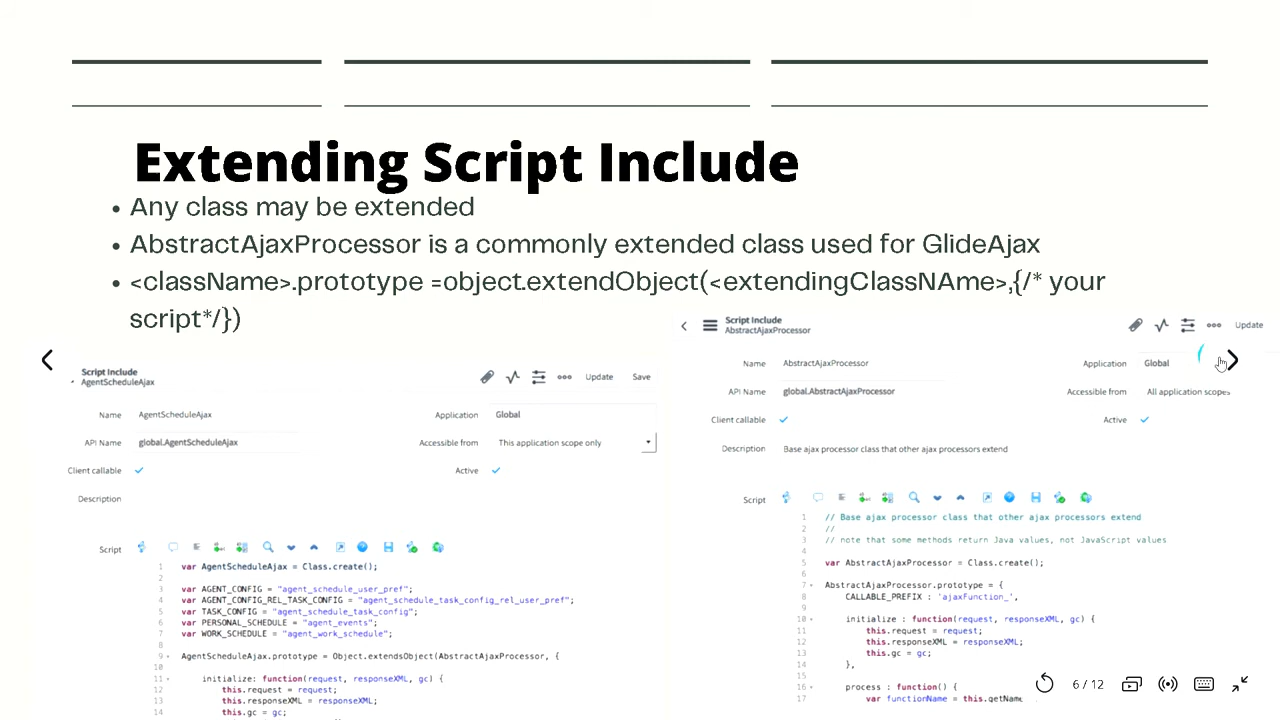 Extending Script Include
• Any class may be extended
• AbstractAjaxProcessor is a commonly extended class used for GlideAjax
• <className>.prototype =object.extendObject(<extendingClassNAme>,{/* your
script*/})
Script Include
AgentScheduleAjax
Update
Save
Name
AgentScheduleAjax
Application
Global
API Name
global.AgentScheduleAjax
Accessible from
This application scope only
Client callable
Active
Description
Script
1 var AgentScheduleAjax = Class.create();
2
3 var AGENT_CONFIG = "agent_schedule_user_pref";
4 var AGENT_CONFIG_REL_TASK_CONFIG = "agent_schedule_task_config_rel_user_pref";
5 var TASK_CONFIG = "agent_schedule_task_config";
6 var PERSONAL_SCHEDULE = "agent_events";
7 var WORK_SCHEDULE = "agent_work_schedule";
8
9 AgentScheduleAjax.prototype = Object.extendsObject(AbstractAjaxProcessor, {
10
11 initialize: function(request, responseXML, gc) {
12 this.request = request;
13 this.responseXML = responseXML;
14 this.gc = gc;
Script Include
AbstractAjaxProcessor
Update
Name
AbstractAjaxProcessor
Application
Global
API Name
global.AbstractAjaxProcessor
Accessible from
All application scopes
Client callable
Active
Description
Base ajax processor class that other ajax processors extend
Script
1 // Base ajax processor class that other ajax processors extend
2 //
3 // note that some methods return Java values, not JavaScript values
4
5 var AbstractAjaxProcessor = Class.create();
6
7 AbstractAjaxProcessor.prototype = {
8 CALLABLE_PREFIX : 'ajaxFunction_',
9
10 initialize : function(request, responseXML, gc) {
11 this.request = request;
12 this.responseXML = responseXML;
13 this.gc = gc;
14 },
15
16 process : function() {
17 var functionName = this.getName
6 / 12